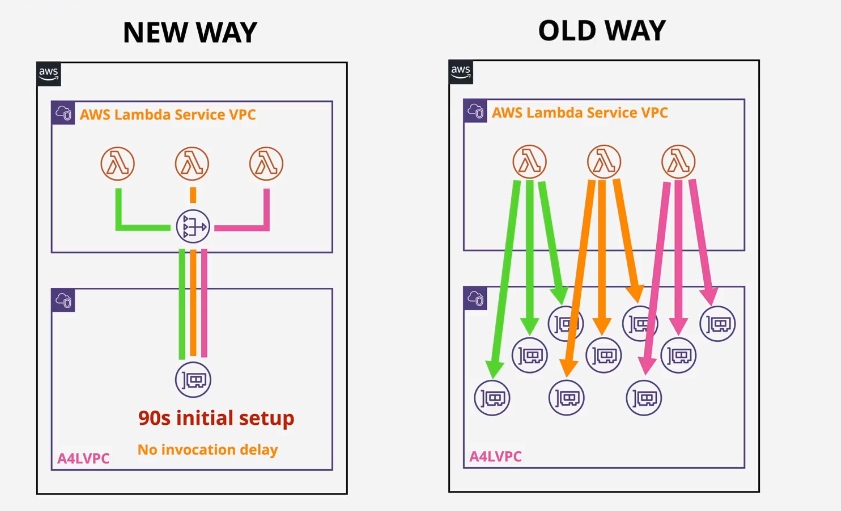 NEW WAY
aws
AWS Lambda Service VPC
90s initial setup
No invocation delay
A4LVPC
OLD WAY
aws
AWS Lambda Service VPC
A4LVPC